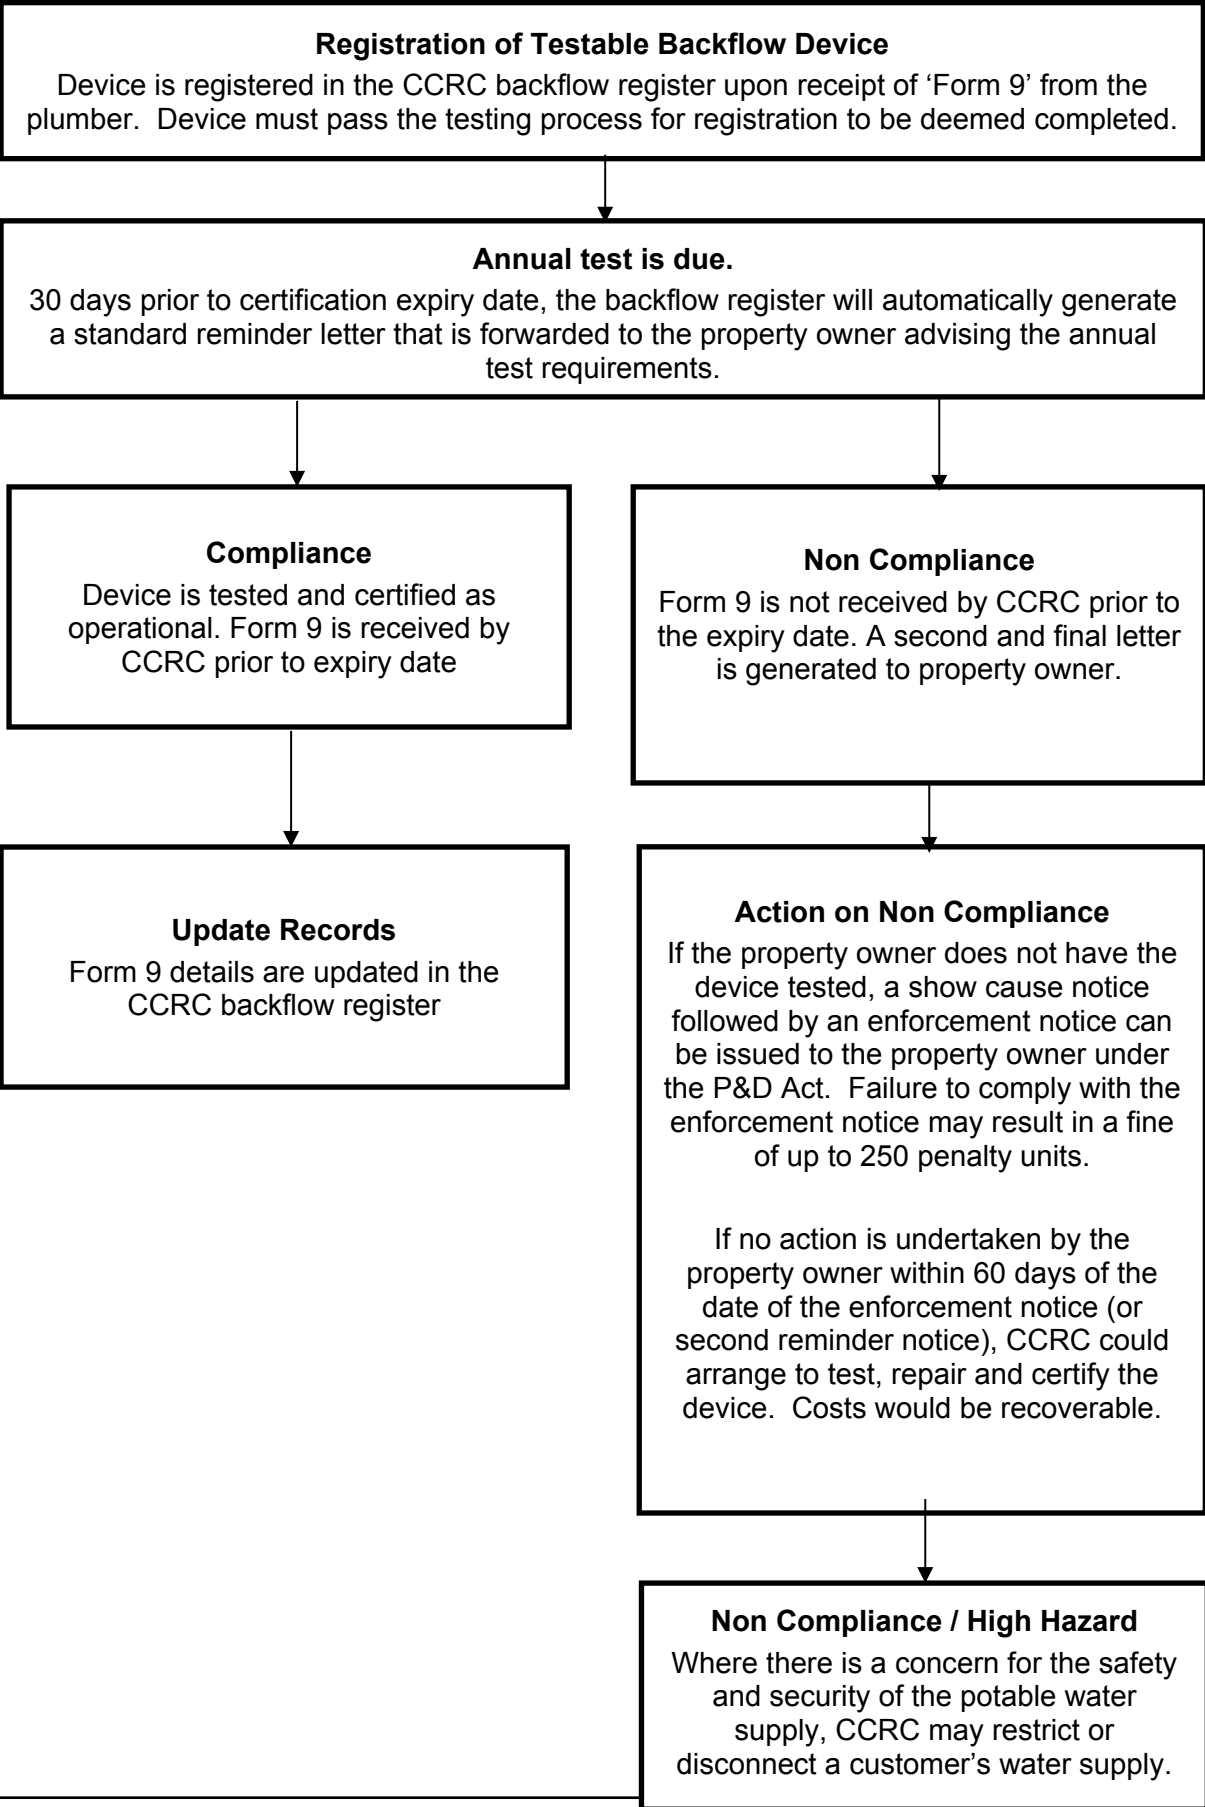 Registration of Testable Backflow Device
Device is registered in the CCRC backflow register upon receipt of ‘Form 9’ from the
plumber.  Device must pass the testing process for registration to be deemed completed.
Annual test is due.
30 days prior to certification expiry date, the backflow register will automatically generate
a standard reminder letter that is forwarded to the property owner advising the annual
test requirements.
Compliance
Device is tested and certified as
operational. Form 9 is received by
CCRC prior to expiry date
Non Compliance
Form 9 is not received by CCRC prior to
the expiry date. A second and final letter
is generated to property owner.
Update Records
Form 9 details are updated in the
CCRC backflow register
Action on Non Compliance
If the property owner does not have the
device tested, a show cause notice
followed by an enforcement notice can
be issued to the property owner under
the P&D Act.  Failure to comply with the
enforcement notice may result in a fine
of up to 250 penalty units.
If no action is undertaken by the
property owner within 60 days of the
date of the enforcement notice (or
second reminder notice), CCRC could
arrange to test, repair and certify the
device.  Costs would be recoverable.
Non Compliance / High Hazard
Where there is a concern for the safety
and security of the potable water
supply, CCRC may restrict or
disconnect a customer’s water supply.